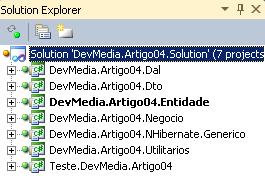 Solution Explorer
Solution 'DevMedia.Artigo04.Solution' (7 projects
DevMedia.Artigo04.Dal
DevMedia.Artigo04.Dto
DevMedia.Artigo04.Entidade
DevMedia.Artigo04.Negocio
DevMedia.Artigo04.NHibernate.Generico
DevMedia.Artigo04.Utilitarios
Teste.DevMedia.Artigo04